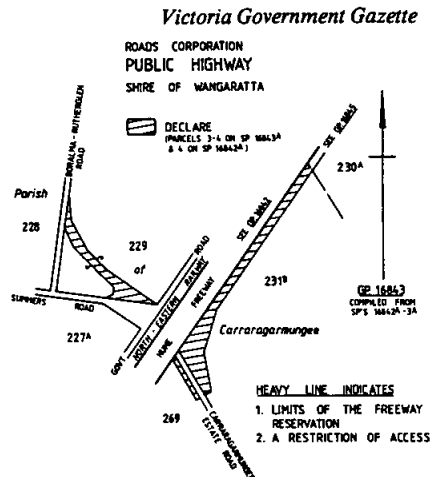 Victoria Government Gazette
ROADS CORPORATION
PUBLIC HIGHWAY
SHIRE OF WANGARATTA
DECLARE
(PARCELS 3-4 ON SP 16843A
& 4 ON SP 16842A)
BORALMA - RUTHERGLEN
ROAD
SEE GP 16845
230A
Parish
228
229
of
ROAD
SEE GP 16842
231B
GP 16843
COMPILED FROM
SP'S 16842A-3A
SUMMERS ROAD
227A
GOVT
NORTH - EASTERN RAILWAY
HUME FREEWAY
Carraragarmungee
269
CARRARAGARMUNGEE
ESTATE ROAD
HEAVY LINE INDICATES
1. LIMITS OF THE FREEWAY
RESERVATION
2. A RESTRICTION OF ACCESS